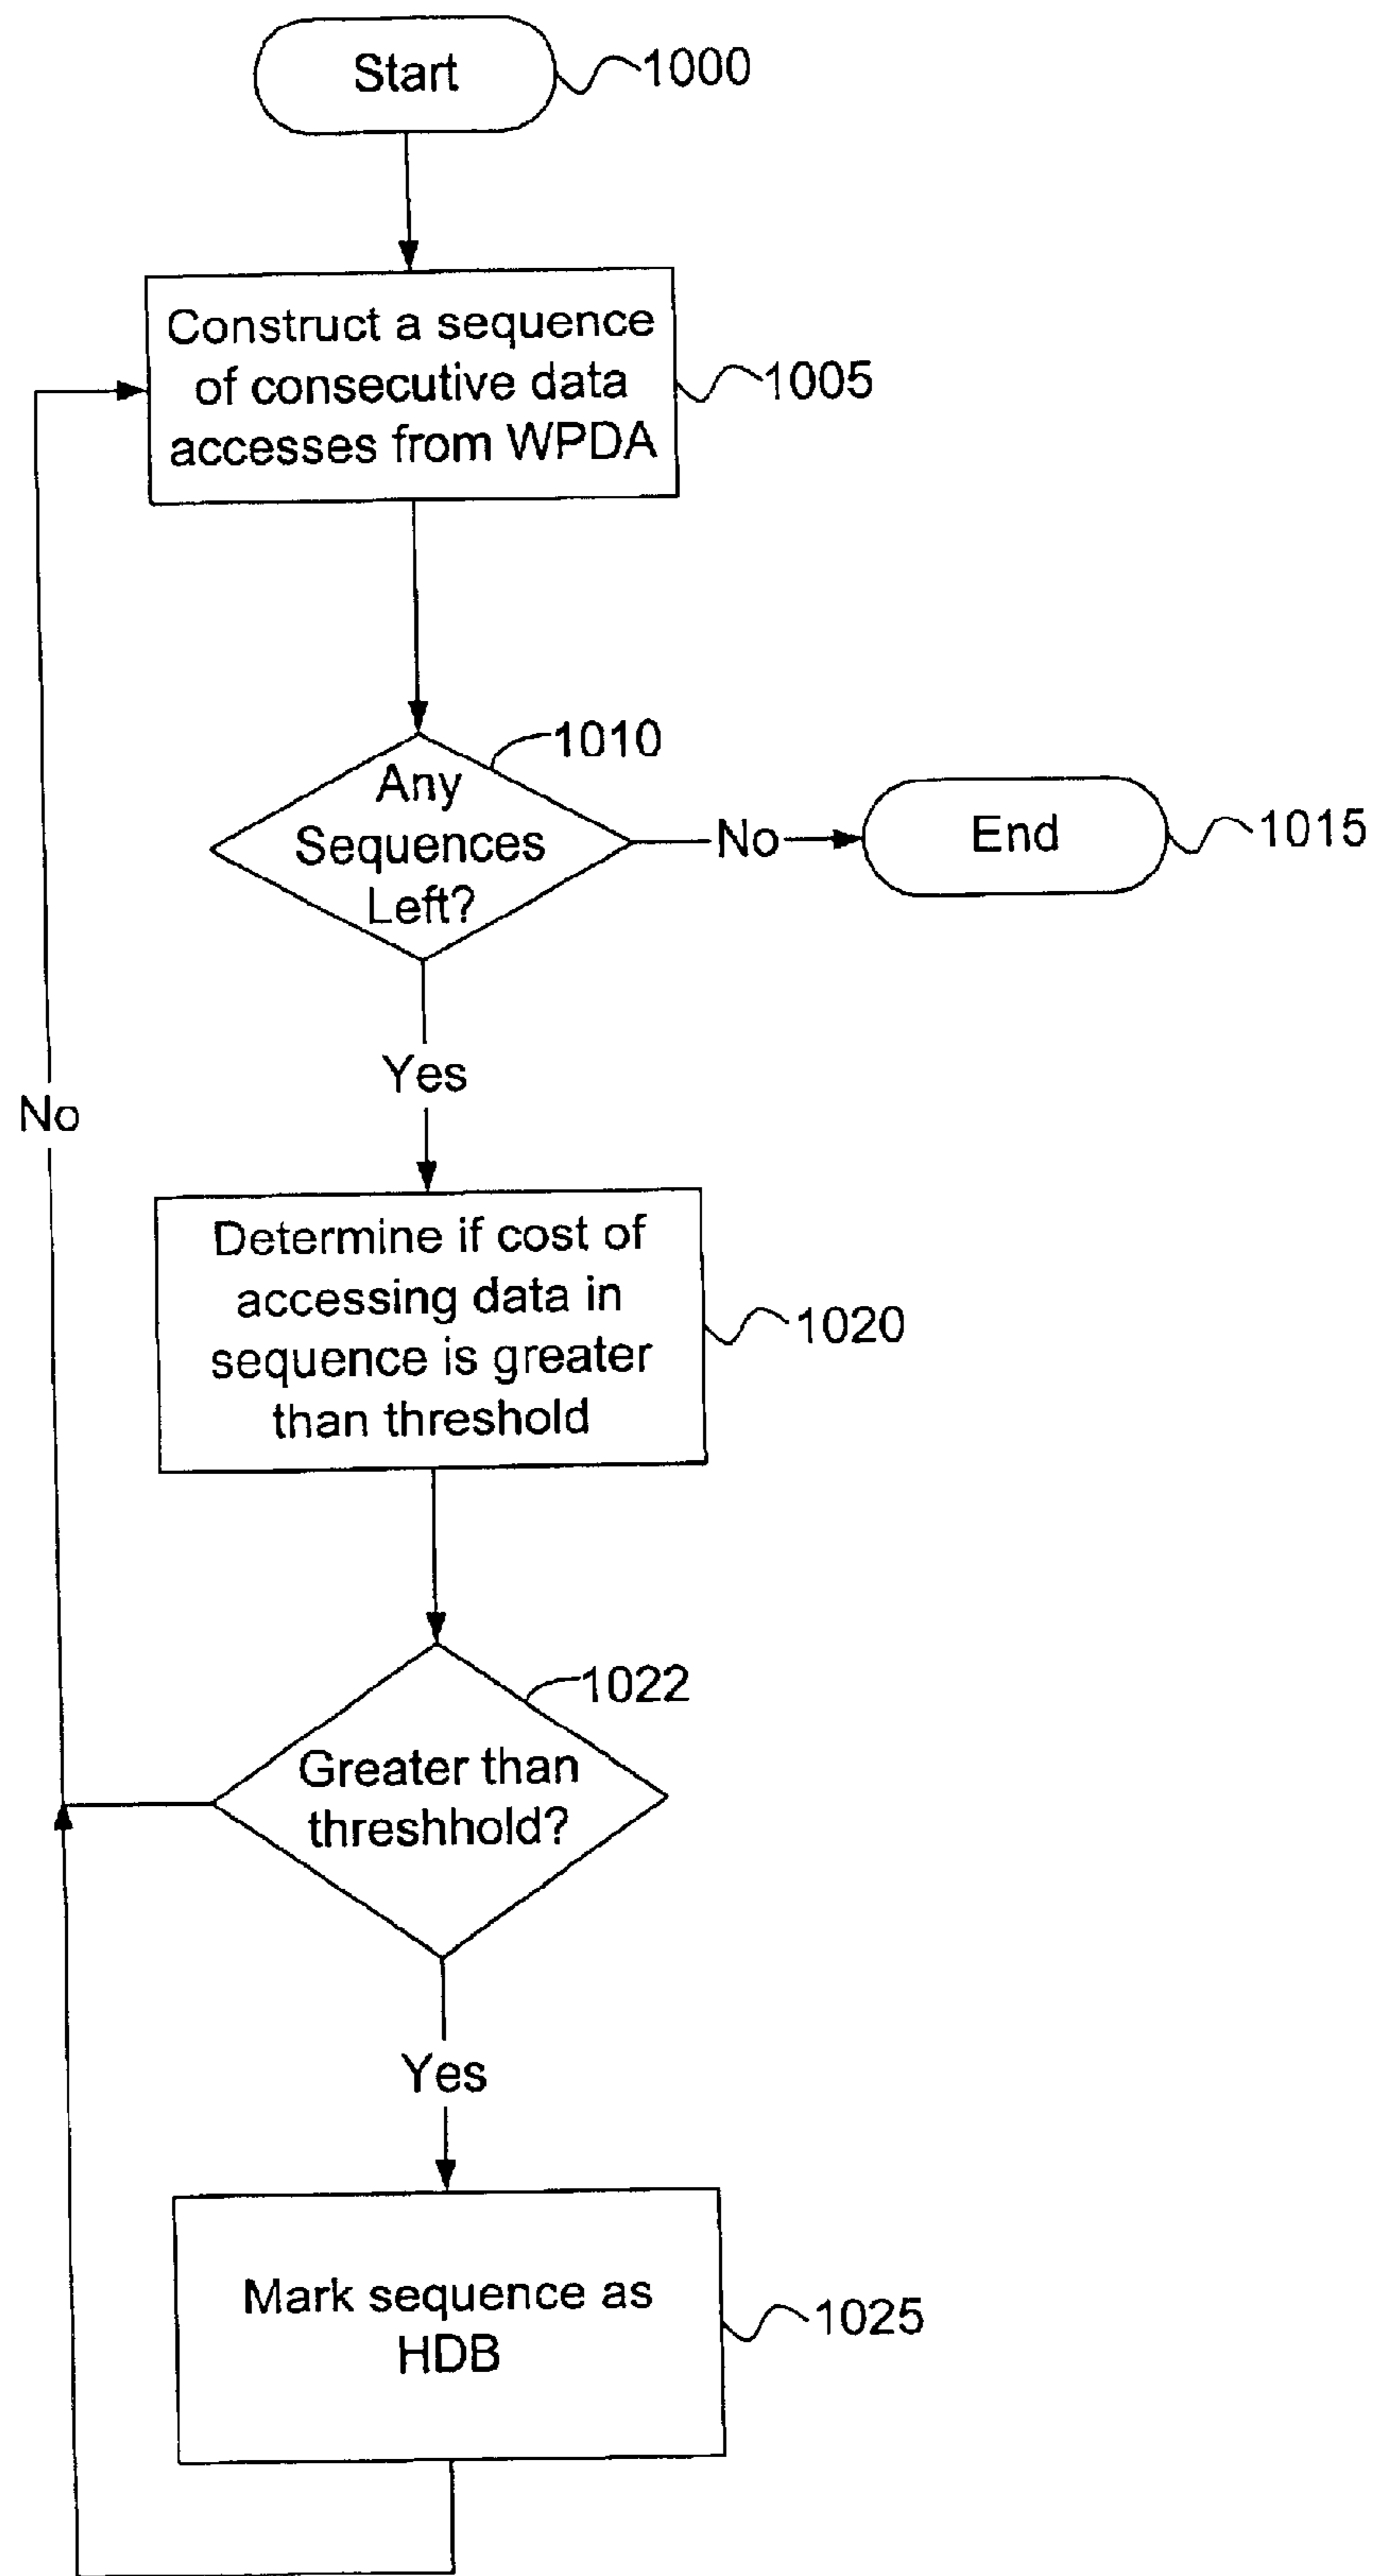 Start
1000
Construct a sequence
of consecutive data
accesses from WPDA
1005
1010
Any
Sequences
Left?
No
End
1015
Yes
No
Determine if cost of
accessing data in
sequence is greater
than threshold
1020
1022
Greater than
threshhold?
Yes
Mark sequence as
HDB
1025